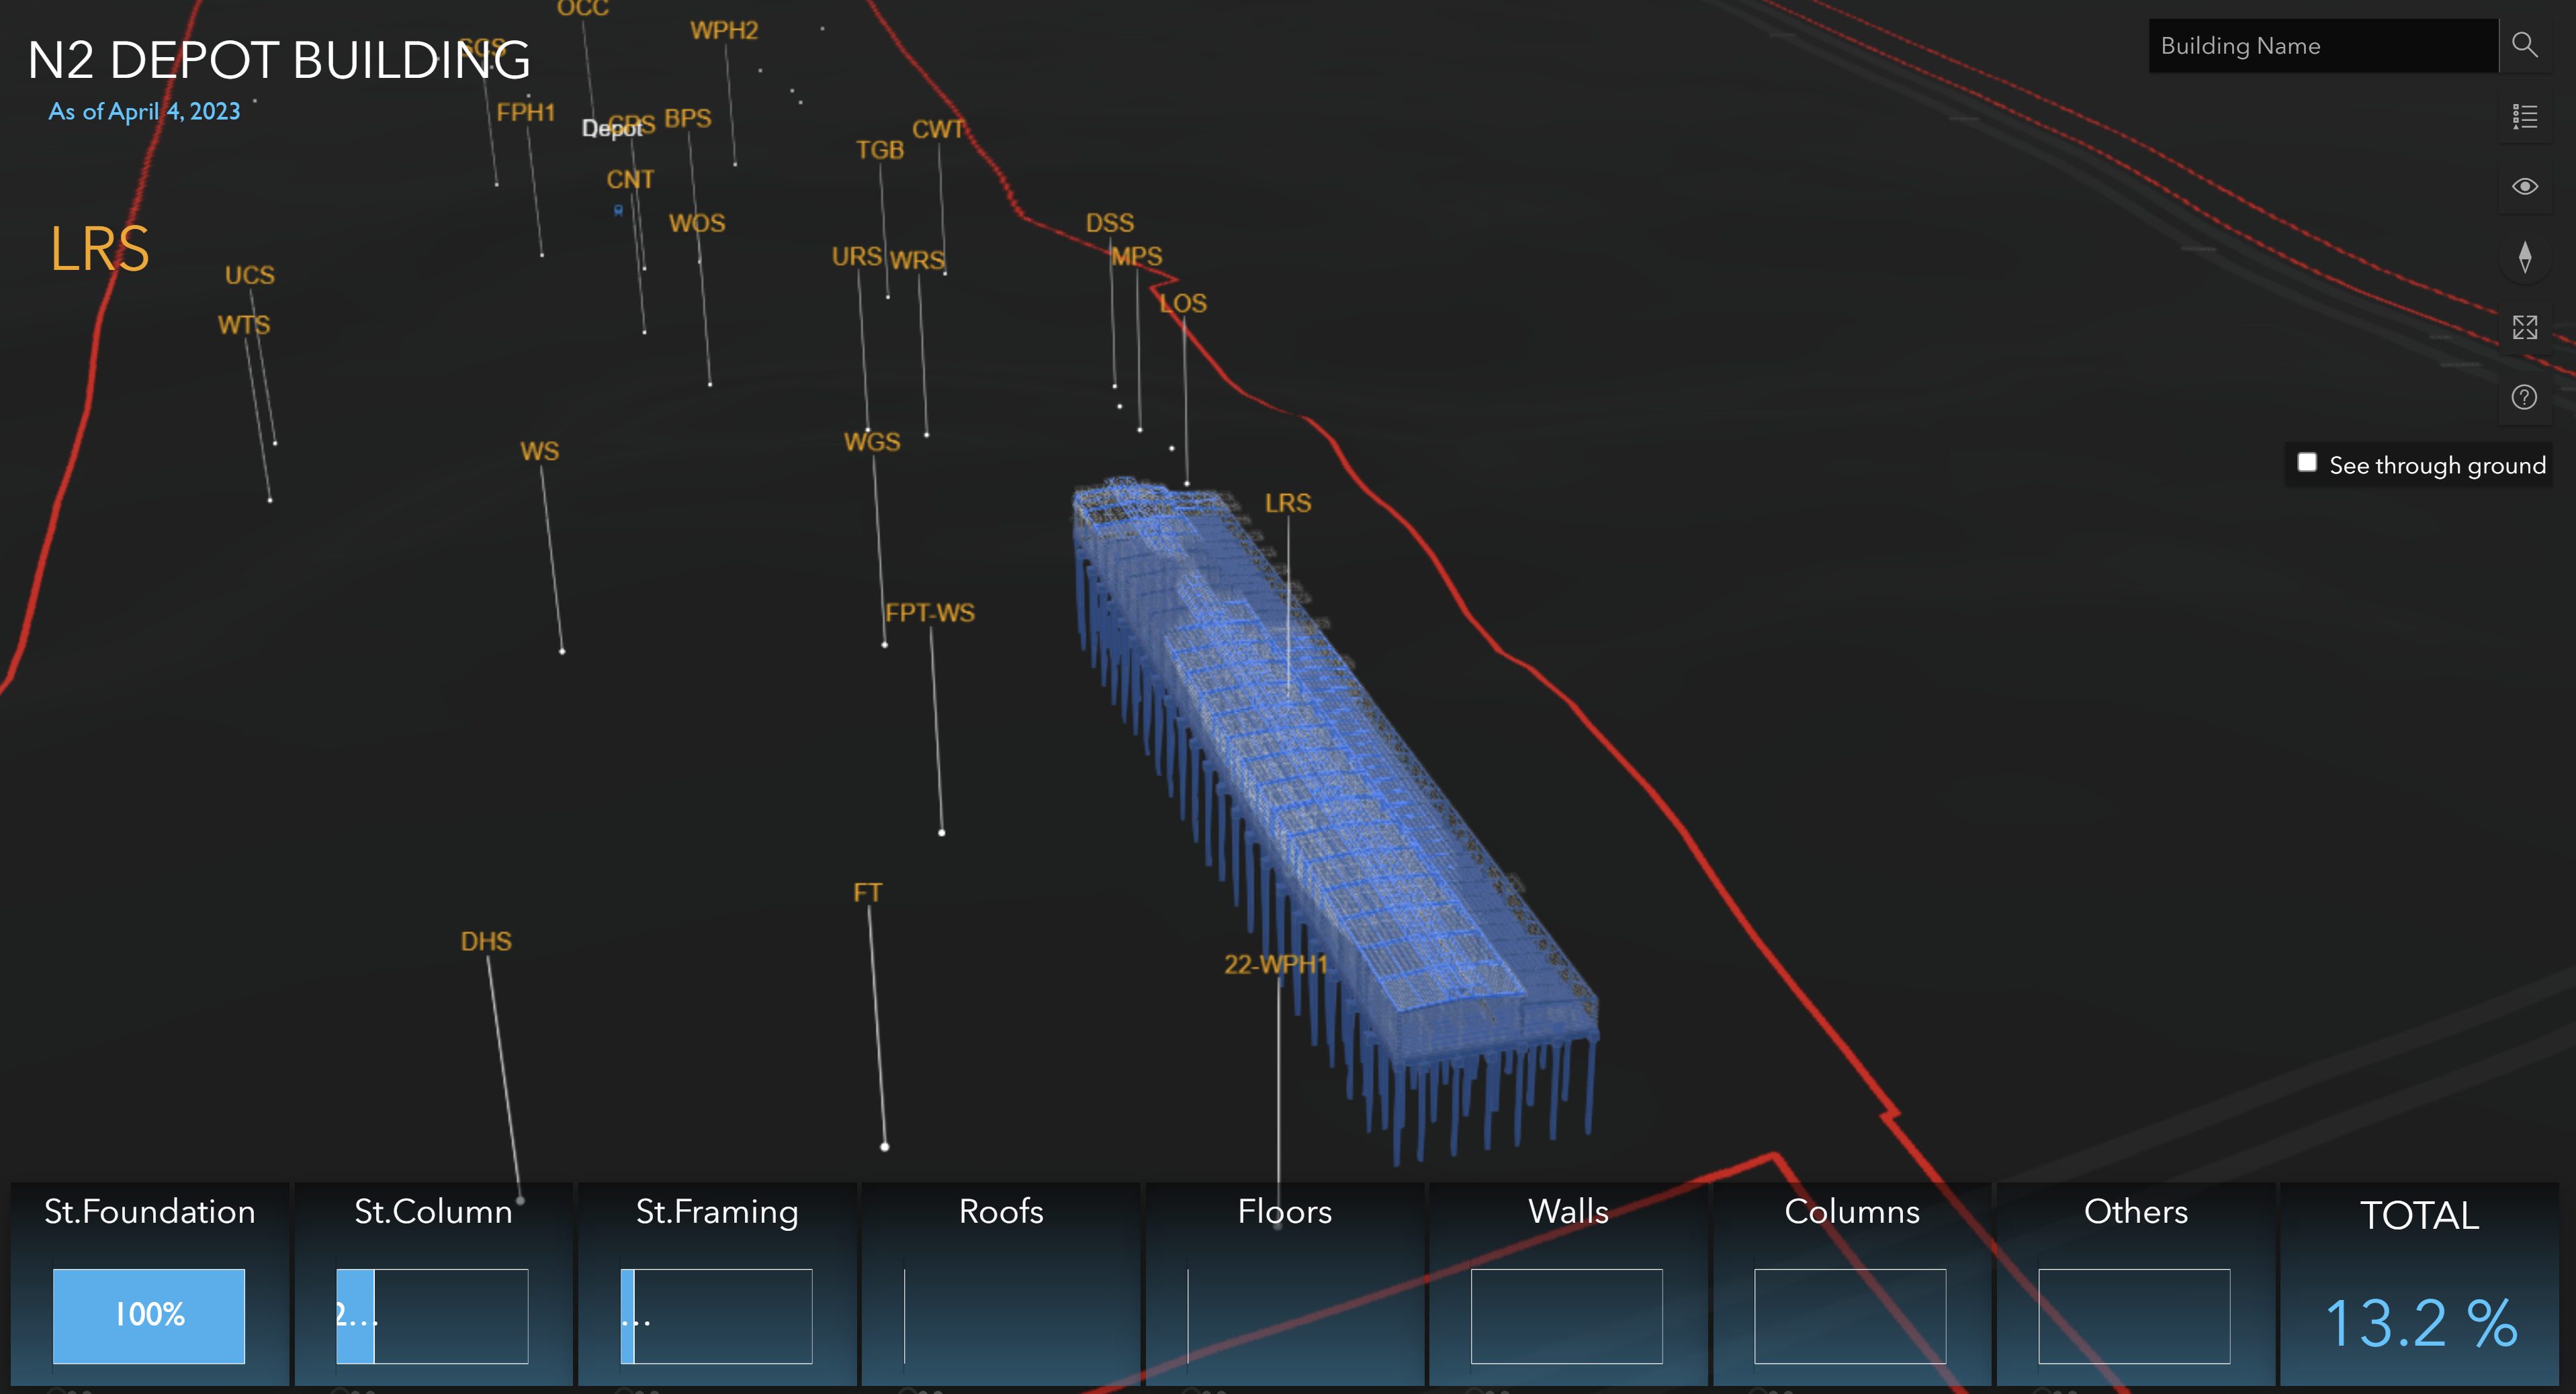 OCC
WPH2
N2 DEPOT BUILDING
SCS
Building Name
As of April 4, 2023
FPH1
Depot
BPS
CWT
TGB
CNT
WOS
DSS
LRS
URS
WRS
MPS
UCS
LOS
WTS
WGS
WS
See through ground
LRS
FPT-WS
FT
DHS
22-WPH1
St.Foundation
St.Column
St.Framing
Roofs
Floors
Walls
Columns
Others
TOTAL
100%
2...
...
13.2 %